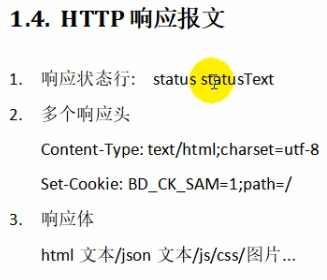 1.4. HTTP 响应报文
1. 响应状态行: status statusText
2. 多个响应头
Content-Type: text/html;charset=utf-8
Set-Cookie: BD_CK_SAM=1;path=/
3. 响应体
html 文本/json 文本/js/css/图片...